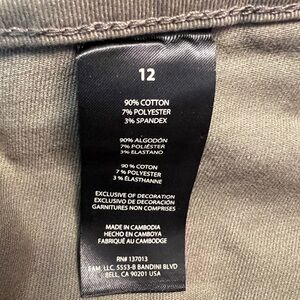 12
90% COTTON
7% POLYESTER
3% SPANDEX
90% ALGODÓN
7% POLIÉSTER
3% ELASTANO
90 % COTON
7 % POLYESTER
3 % ÉLASTHANNE
EXCLUSIVE OF DECORATION
EXCLUSIVO DE DECORACIÓN
GARNITURES NON COMPRISES
MADE IN CAMBODIA
HECHO EN CAMBOYA
FABRIQUÉ AU CAMBODGE
RN# 137013
FAM, LLC. 5553-B BANDINI BLVD
BELL, CA 90201 USA